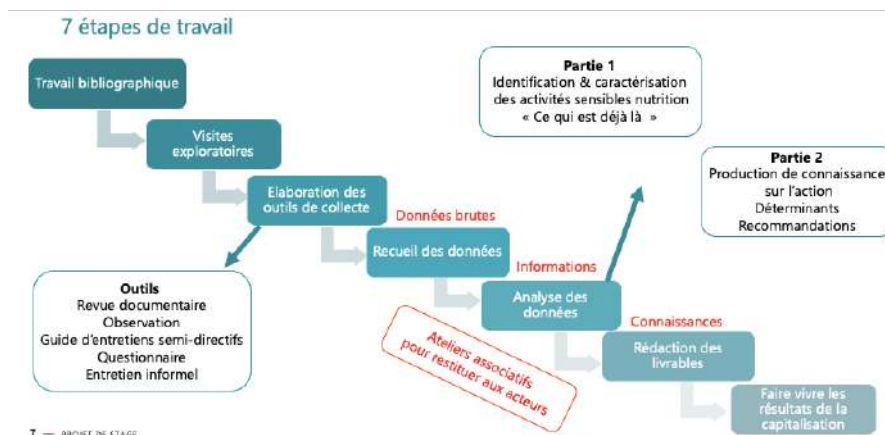 7 étapes de travail
Travail bibliographique
Visites
exploratoires
Elaboration des
outils de collecte
Données brutes
Recueil des données
Informations
Analyse des
données
Connaissances
Rédaction des
livrables
Faire vivre les
résultats de la
capitalisation
Partie 1
Identification & caractérisation
des activités sensibles nutrition
« Ce qui est déjà là »
Partie 2
Production de connaissance
sur l'action
Déterminants
Recommandations
Outils
Revue documentaire
Observation
Guide d'entretiens semi-directifs
Questionnaire
Entretien informel
Ateliers associatifs
pour restituer aux
acteurs
7 — PROJET DE STAGE